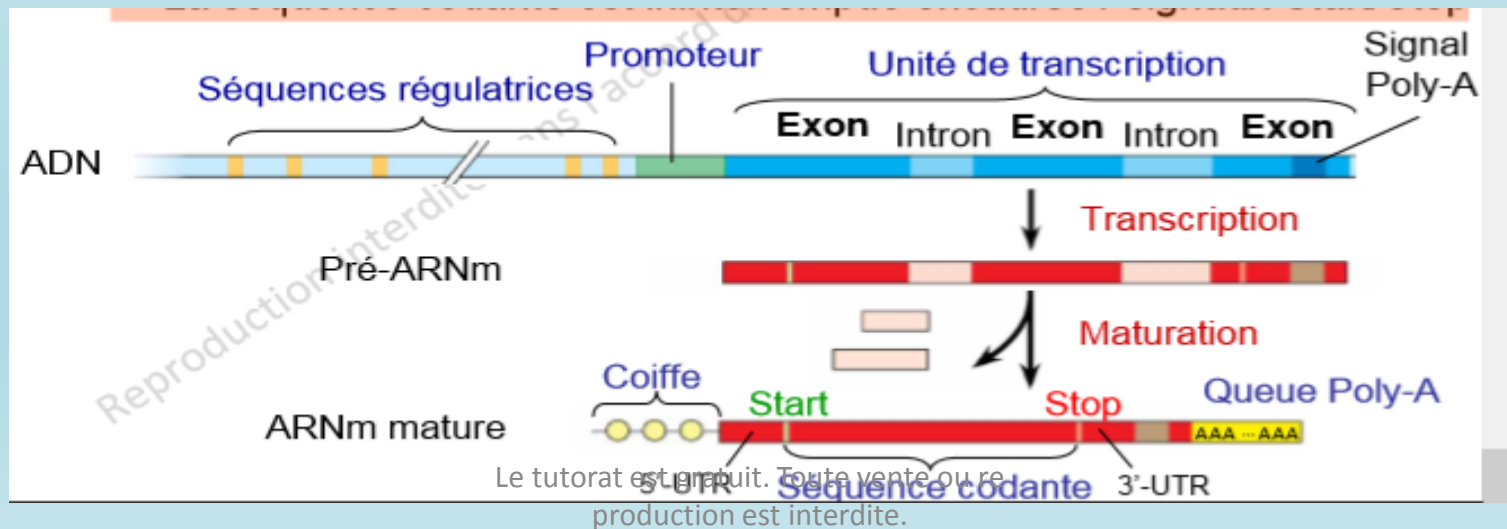 Promoteur
Unité de transcription
Signal
Poly-A
Séquences régulatrices
Exon Intron Exon Intron Exon
ADN
Transcription
Pré-ARNm
Maturation
Coiffe
Start
Stop
Queue Poly-A
ARNm mature
AAA ... AAA
5'-UTR
Séquence codante
3'-UTR
Le tutorat est gratuit. Toute vente ou re
production est interdite.